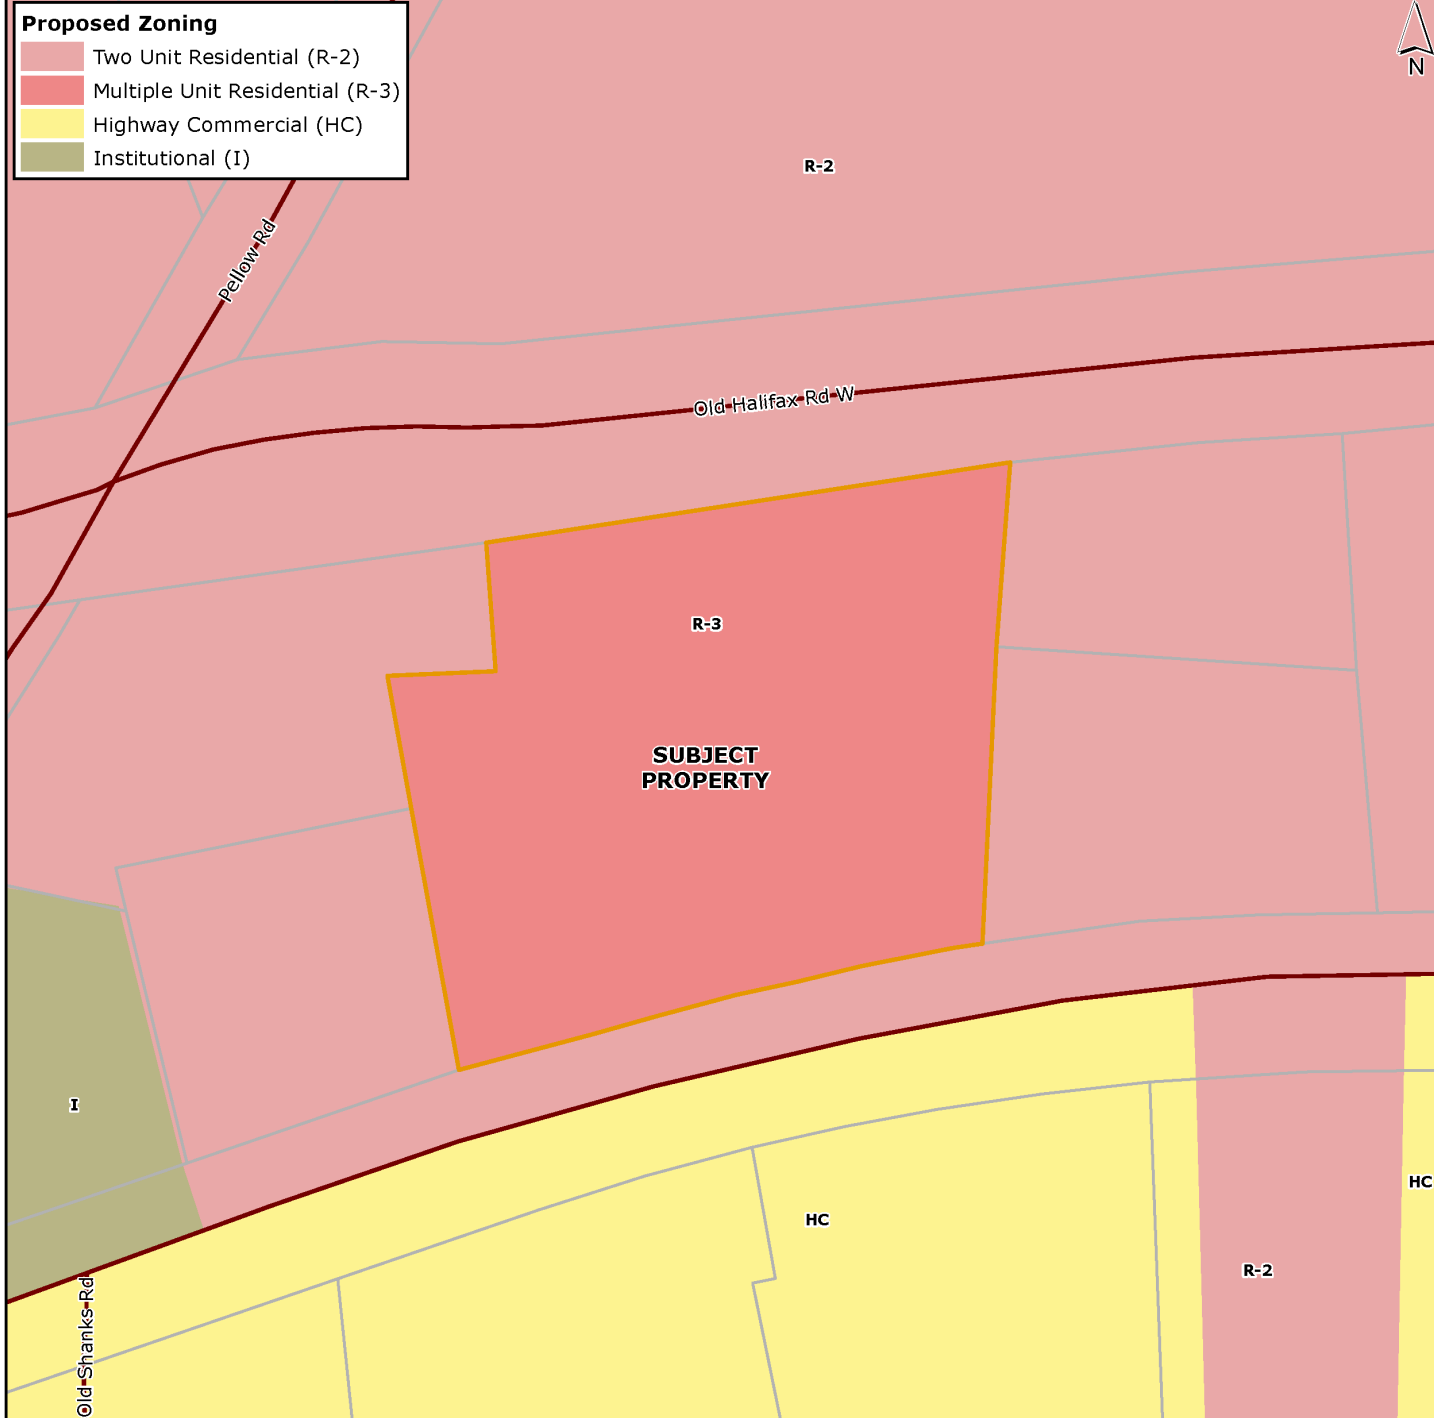 Proposed Zoning
Two Unit Residential (R-2)
Multiple Unit Residential (R-3)
Highway Commercial (HC)
Institutional (I)
N
R-2
Pellow Rd
Old Halifax Rd W
R-3
SUBJECT
PROPERTY
I
HC
HC
R-2
Old Shanks Rd